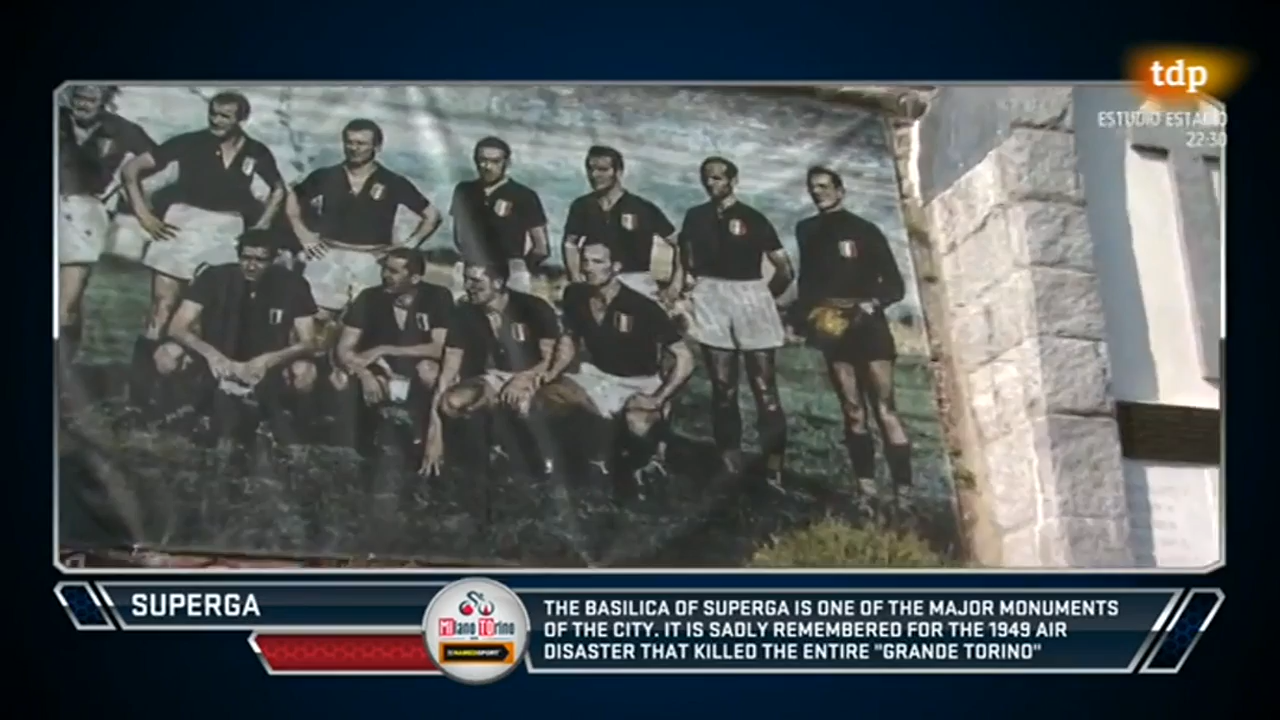 tdp
ESTUDIO ESTADIO
22:30
SUPERGA
MIlano TOrino
NAMEDSPORT
THE BASILICA OF SUPERGA IS ONE OF THE MAJOR MONUMENTS
OF THE CITY. IT IS SADLY REMEMBERED FOR THE 1949 AIR
DISASTER THAT KILLED THE ENTIRE "GRANDE TORINO"